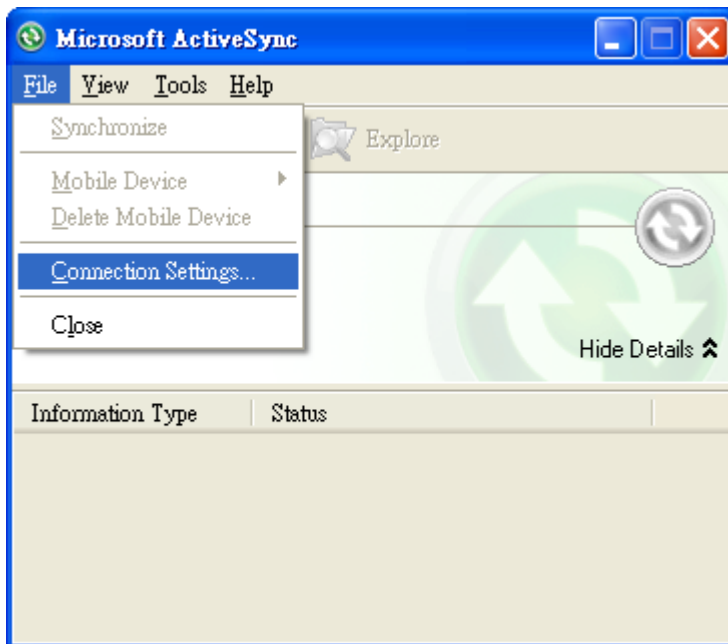 Microsoft ActiveSync
File View Tools Help
Synchronize
Explore
Mobile Device
Delete Mobile Device
Connection Settings...
Close
Hide Details
Information Type Status